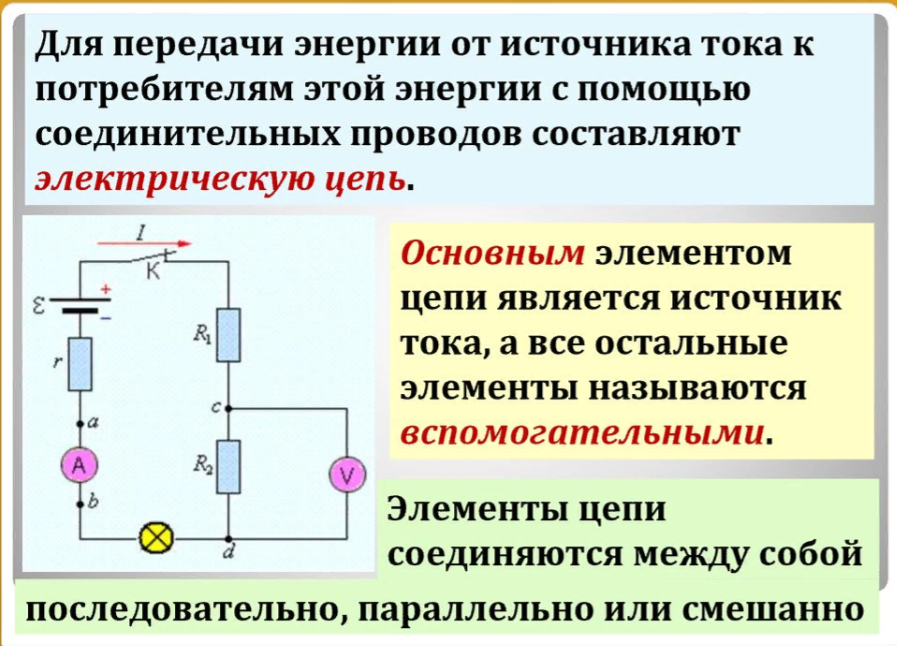 Для передачи энергии от источника тока к
потребителям этой энергии с помощью
соединительных проводов составляют
электрическую цепь.
I
K
+
ℰ
−
r
R₁
a
c
A
R₂
V
b
d
Основным элементом
цепи является источник
тока, а все остальные
элементы называются
вспомогательными.
Элементы цепи
соединяются между собой
последовательно, параллельно или смешанно